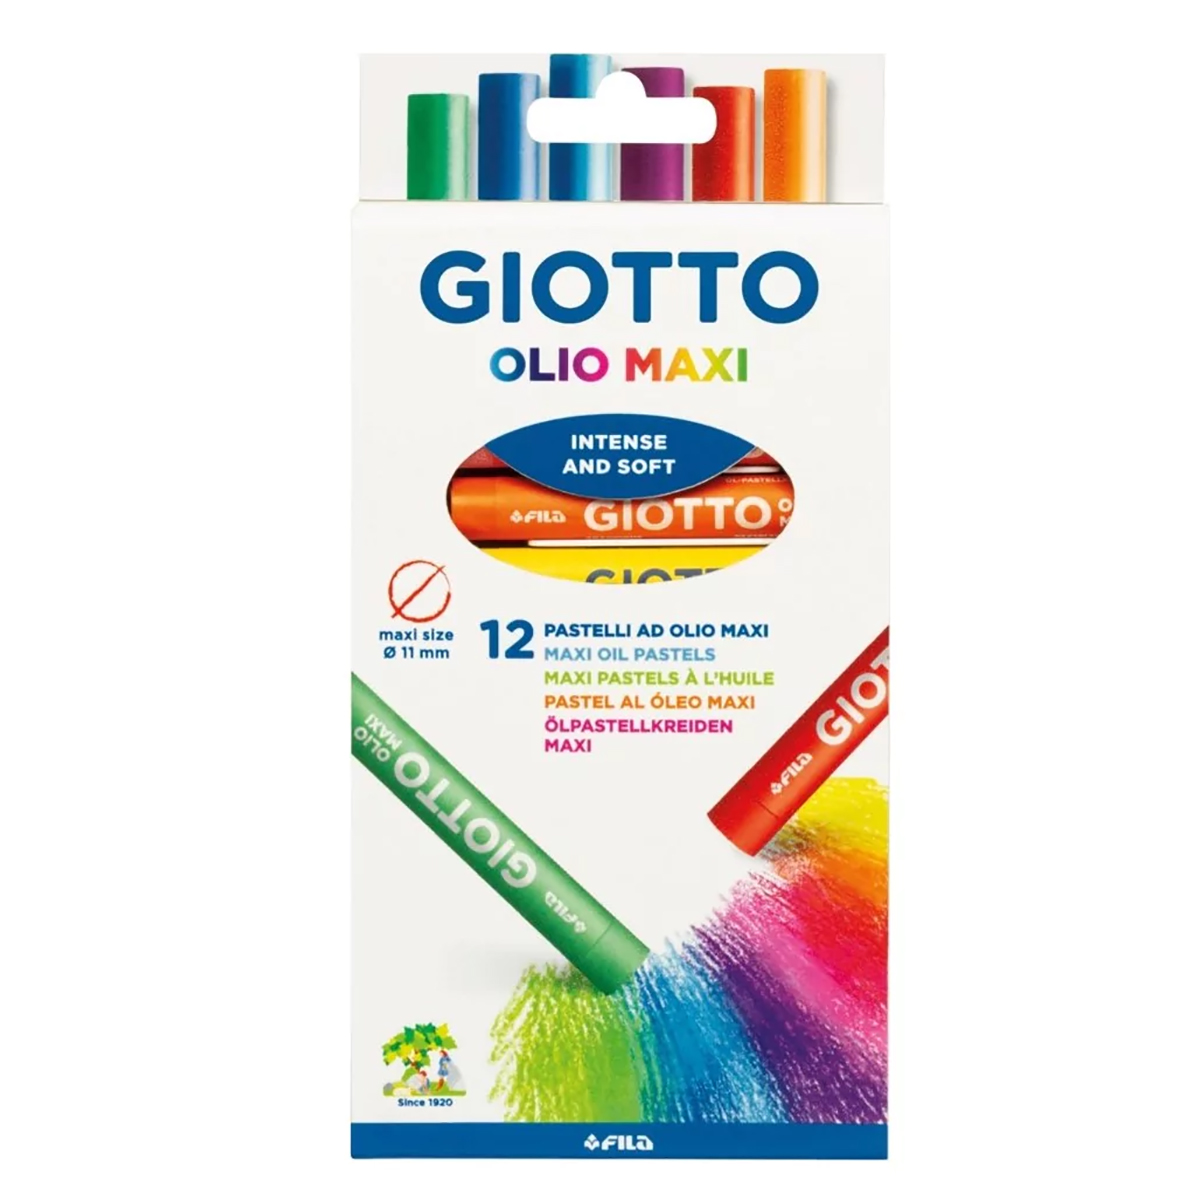 GIOTTO
OLIO MAXI
INTENSE
AND SOFT
FILA GIOTTO
maxi size
Ø 11 mm
12 PASTELLI AD OLIO MAXI
MAXI OIL PASTELS
MAXI PASTELS À L'HUILE
PASTEL AL ÓLEO MAXI
ÖLPASTELLKREIDEN
MAXI
FILA GIOTTO
OLIO
MAXI
GIOTTO
FILA
Since 1920
FILA